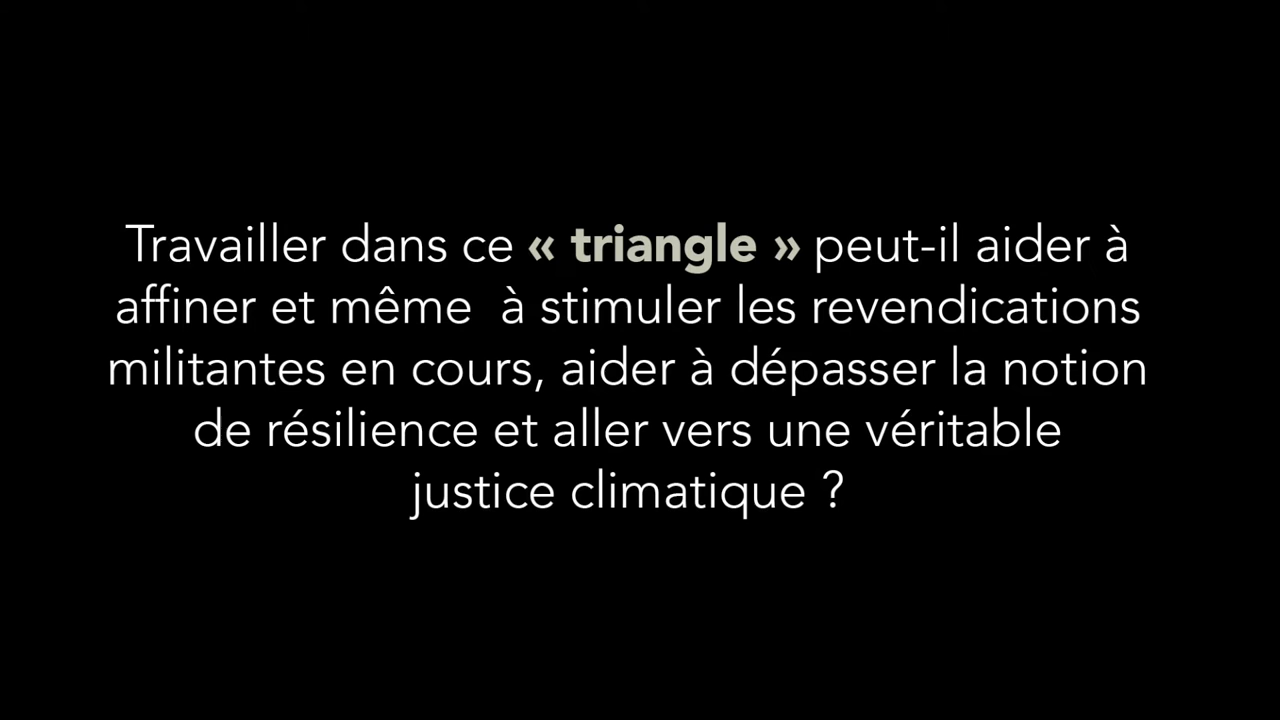 Travailler dans ce « triangle » peut-il aider à
affiner et même  à stimuler les revendications
militantes en cours, aider à dépasser la notion
de résilience et aller vers une véritable
justice climatique ?